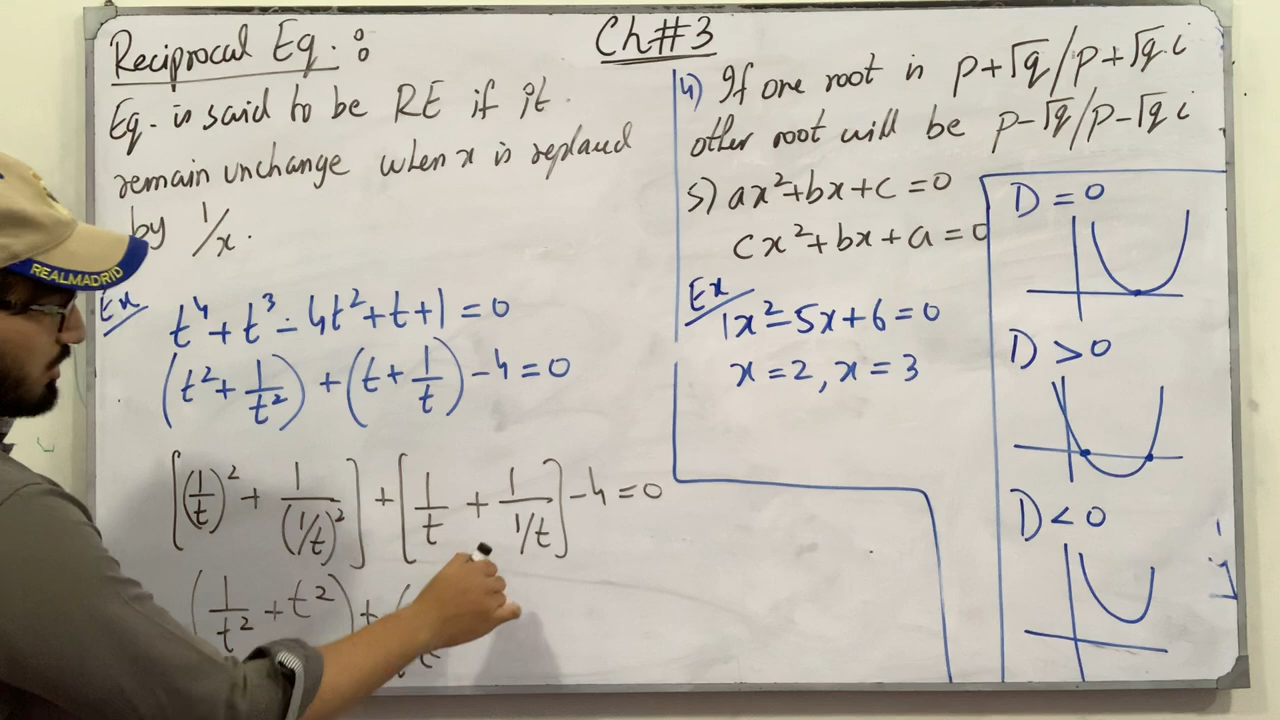 Ch#3
Reciprocal Eq. :
Eq. is said to be RE if it
remain unchange when x is replaced
by 1/x.
Ex
t⁴ + t³ - 4t² + t + 1 = 0
(t² + 1/t²) + (t + 1/t) - 4 = 0
[(1/t)² + 1/(1/t)²] + [1/t + 1/(1/t)] - 4 = 0
(1/t² + t²) + (
REALMADRID
4) If one root is p+√q/p+√q i
other root will be p-√q/p-√q i
5) ax²+bx+c = 0
cx²+bx+a = 0
Ex
1x²-5x+6 = 0
x = 2, x = 3
D = 0
D > 0
D < 0